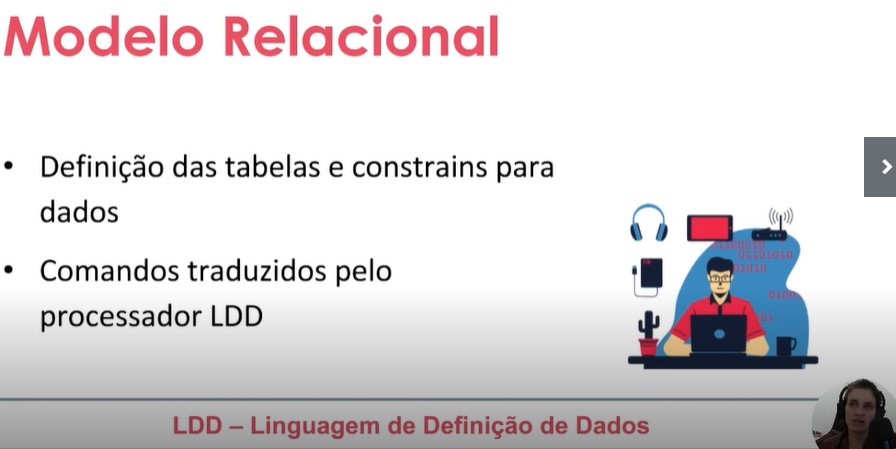 Modelo Relacional
• Definição das tabelas e constrains para
dados
• Comandos traduzidos pelo
processador LDD
LDD – Linguagem de Definição de Dados